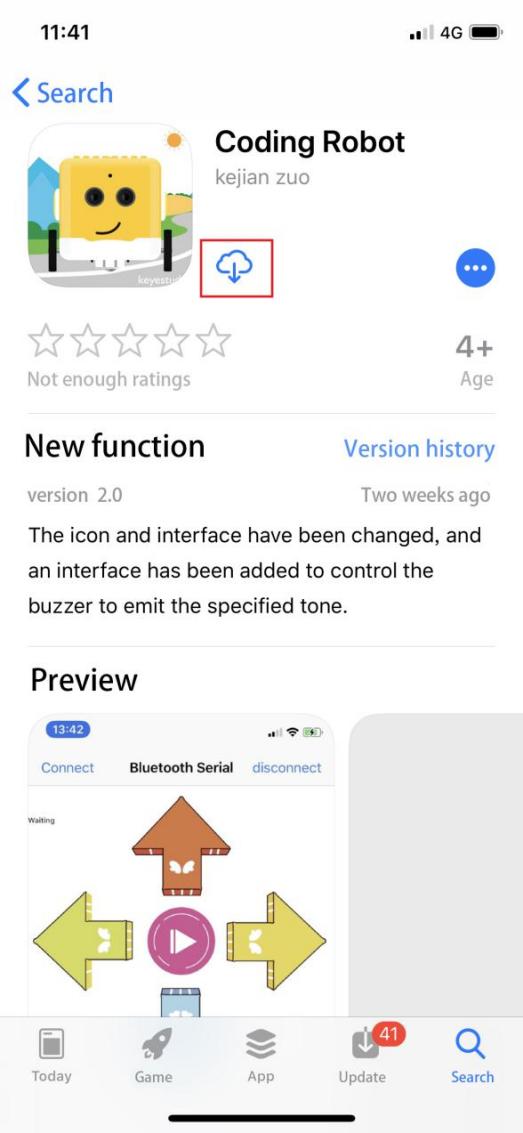 11:41
4G
Search
Coding Robot
kejian zuo
4+
Not enough ratings
Age
New function
Version history
version 2.0
Two weeks ago
The icon and interface have been changed, and
an interface has been added to control the
buzzer to emit the specified tone.
Preview
13:42
Connect
Bluetooth Serial
disconnect
Waiting
41
Today
Game
App
Update
Search